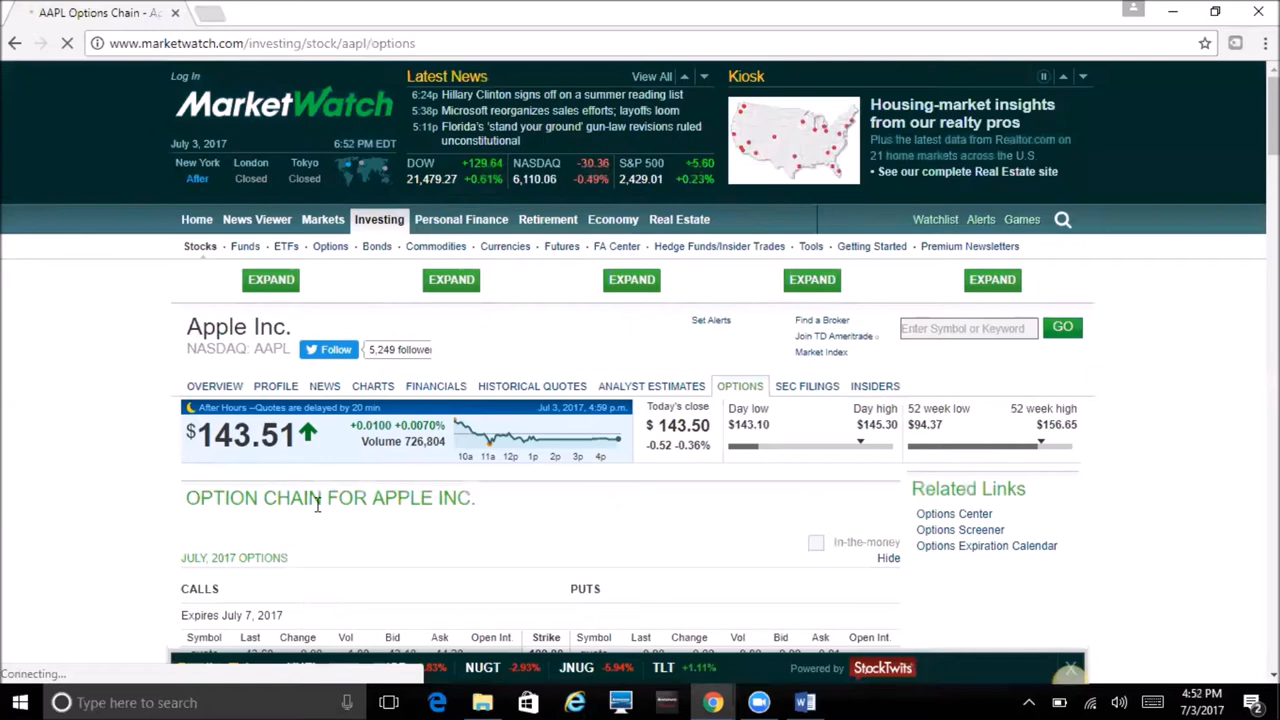 AAPL Options Chain - Ap
www.marketwatch.com/investing/stock/aapl/options
Log In
MarketWatch
July 3, 2017 6:52 PM EDT
New York London Tokyo
After Closed Closed
Latest News View All
6:24p Hillary Clinton signs off on a summer reading list
5:38p Microsoft reorganizes sales efforts; layoffs loom
5:11p Florida's 'stand your ground' gun-law revisions ruled
unconstitutional
DOW +129.64 NASDAQ -30.36 S&P 500 +5.60
21,479.27 +0.61% 6,110.06 -0.49% 2,429.01 +0.23%
Kiosk
Housing-market insights
from our realty pros
Plus the latest data from Realtor.com on
21 home markets across the U.S.
• See our complete Real Estate site
Home News Viewer Markets Investing Personal Finance Retirement Economy Real Estate Watchlist Alerts Games
Stocks · Funds · ETFs · Options · Bonds · Commodities · Currencies · Futures · FA Center · Hedge Funds/Insider Trades · Tools · Getting Started · Premium Newsletters
EXPAND EXPAND EXPAND EXPAND EXPAND
Apple Inc.
NASDAQ: AAPL Follow 5,249 follower
Set Alerts
Find a Broker
Join TD Ameritrade
Market Index
Enter Symbol or Keyword GO
OVERVIEW PROFILE NEWS CHARTS FINANCIALS HISTORICAL QUOTES ANALYST ESTIMATES OPTIONS SEC FILINGS INSIDERS
After Hours --Quotes are delayed by 20 min Jul 3, 2017, 4:59 p.m.
$143.51 +0.0100 +0.0070%
Volume 726,804
10a 11a 12p 1p 2p 3p 4p
Today's close
$ 143.50
-0.52 -0.36%
Day low Day high
$143.10 $145.30
52 week low 52 week high
$94.37 $156.65
OPTION CHAIN FOR APPLE INC.
Related Links
Options Center
Options Screener
Options Expiration Calendar
In-the-money
JULY, 2017 OPTIONS Hide
CALLS PUTS
Expires July 7, 2017
Symbol Last Change Vol Bid Ask Open Int. Strike Symbol Last Change Vol Bid Ask Open Int.
NUGT -2.93% JNUG -5.94% TLT +1.11% Powered by StockTwits
Connecting...
Type here to search
4:52 PM
7/3/2017
2